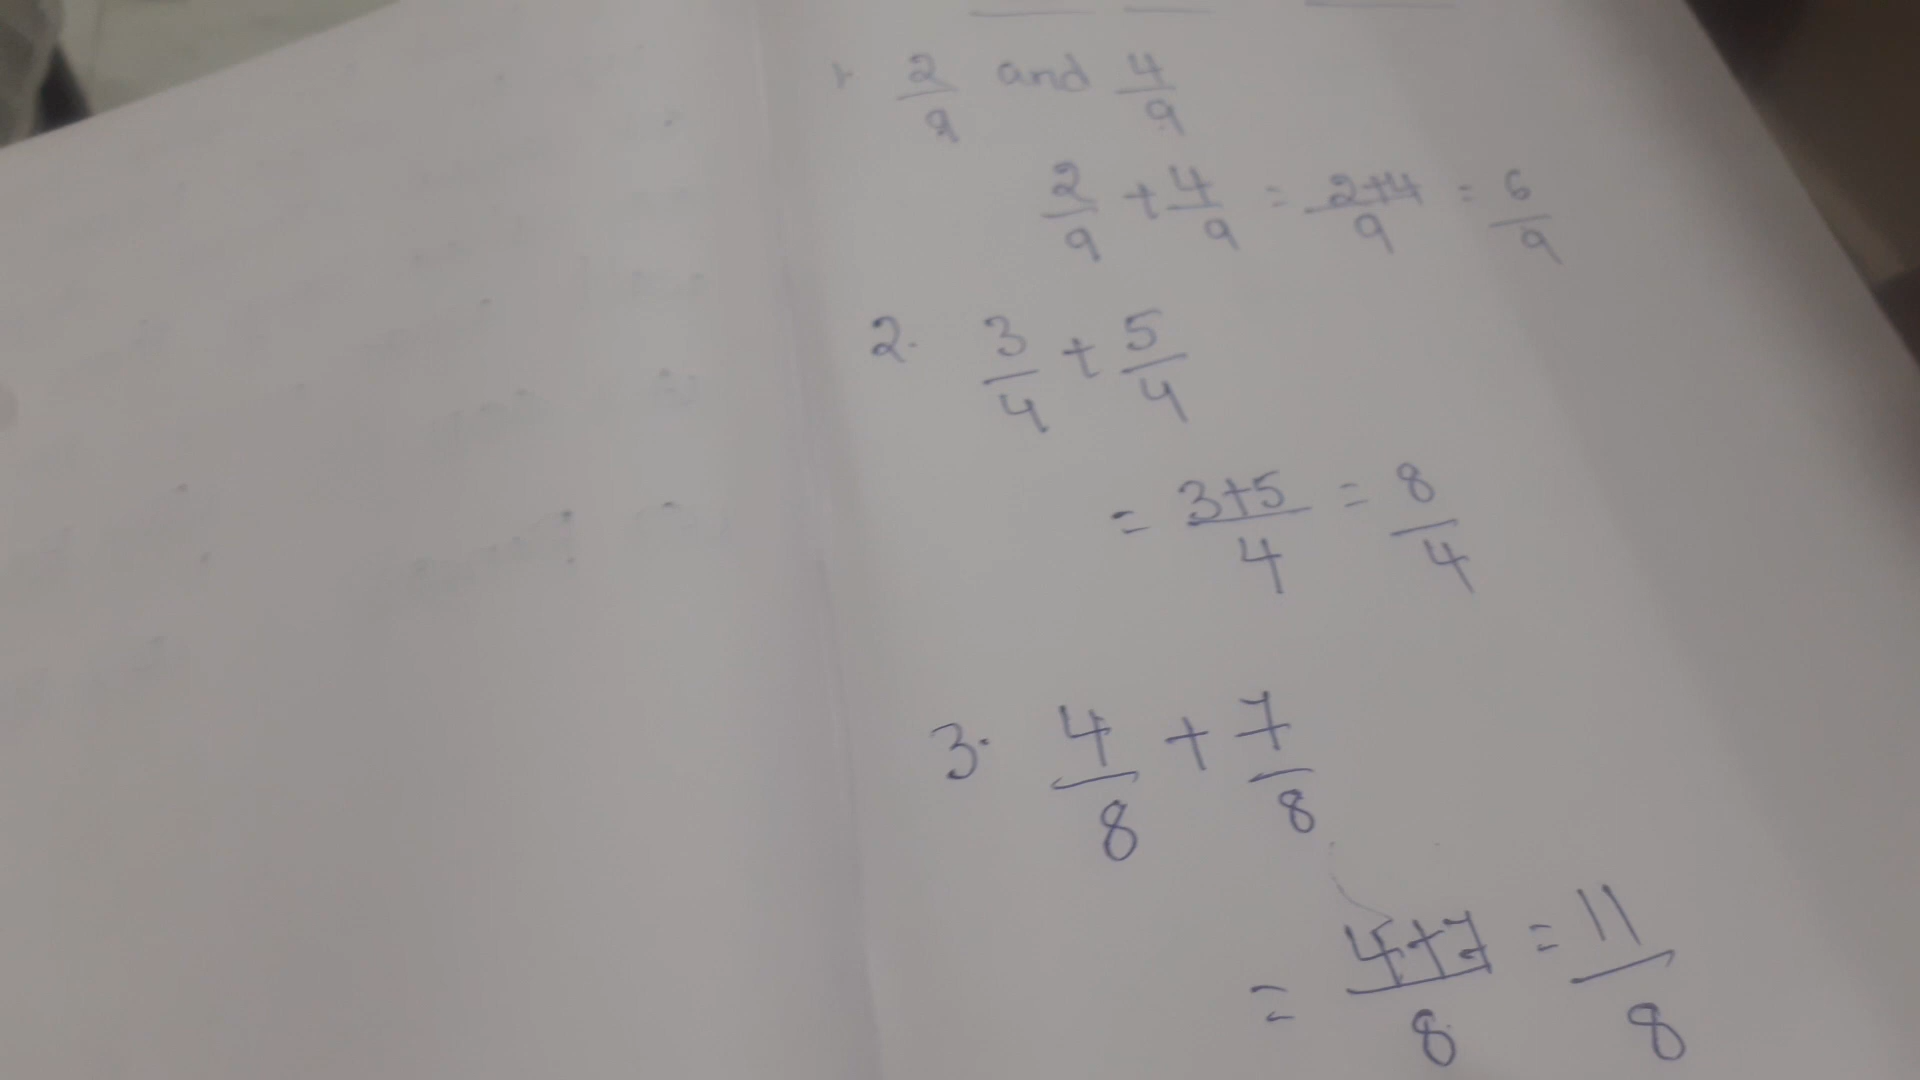 1. 2/9 and 4/9
2/9 + 4/9 = 2+4/9 = 6/9
2. 3/4 + 5/4
= 3+5/4 = 8/4
3. 4/8 + 7/8
= 4+7/8 = 11/8